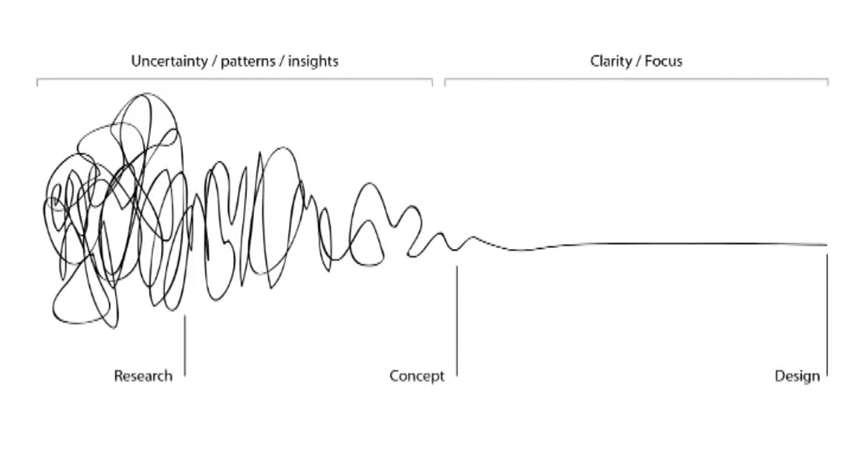 Uncertainty / patterns / insights
Clarity / Focus
Research
Concept
Design